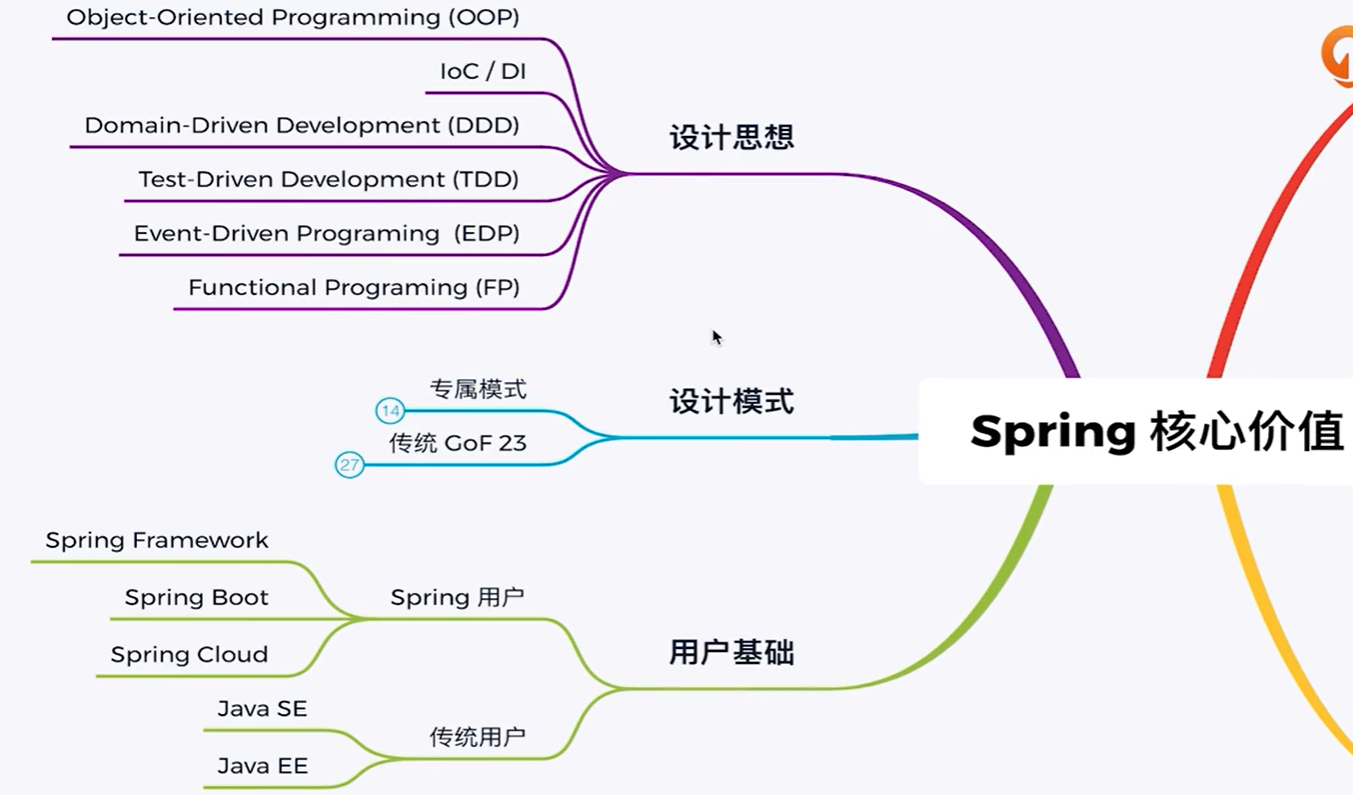 Object-Oriented Programming (OOP)
IoC / DI
Domain-Driven Development (DDD)
Test-Driven Development (TDD)
Event-Driven Programing (EDP)
Functional Programing (FP)
设计思想
专属模式
14
传统 GoF 23
27
设计模式
Spring 核心价值
Spring Framework
Spring Boot
Spring Cloud
Spring 用户
Java SE
Java EE
传统用户
用户基础